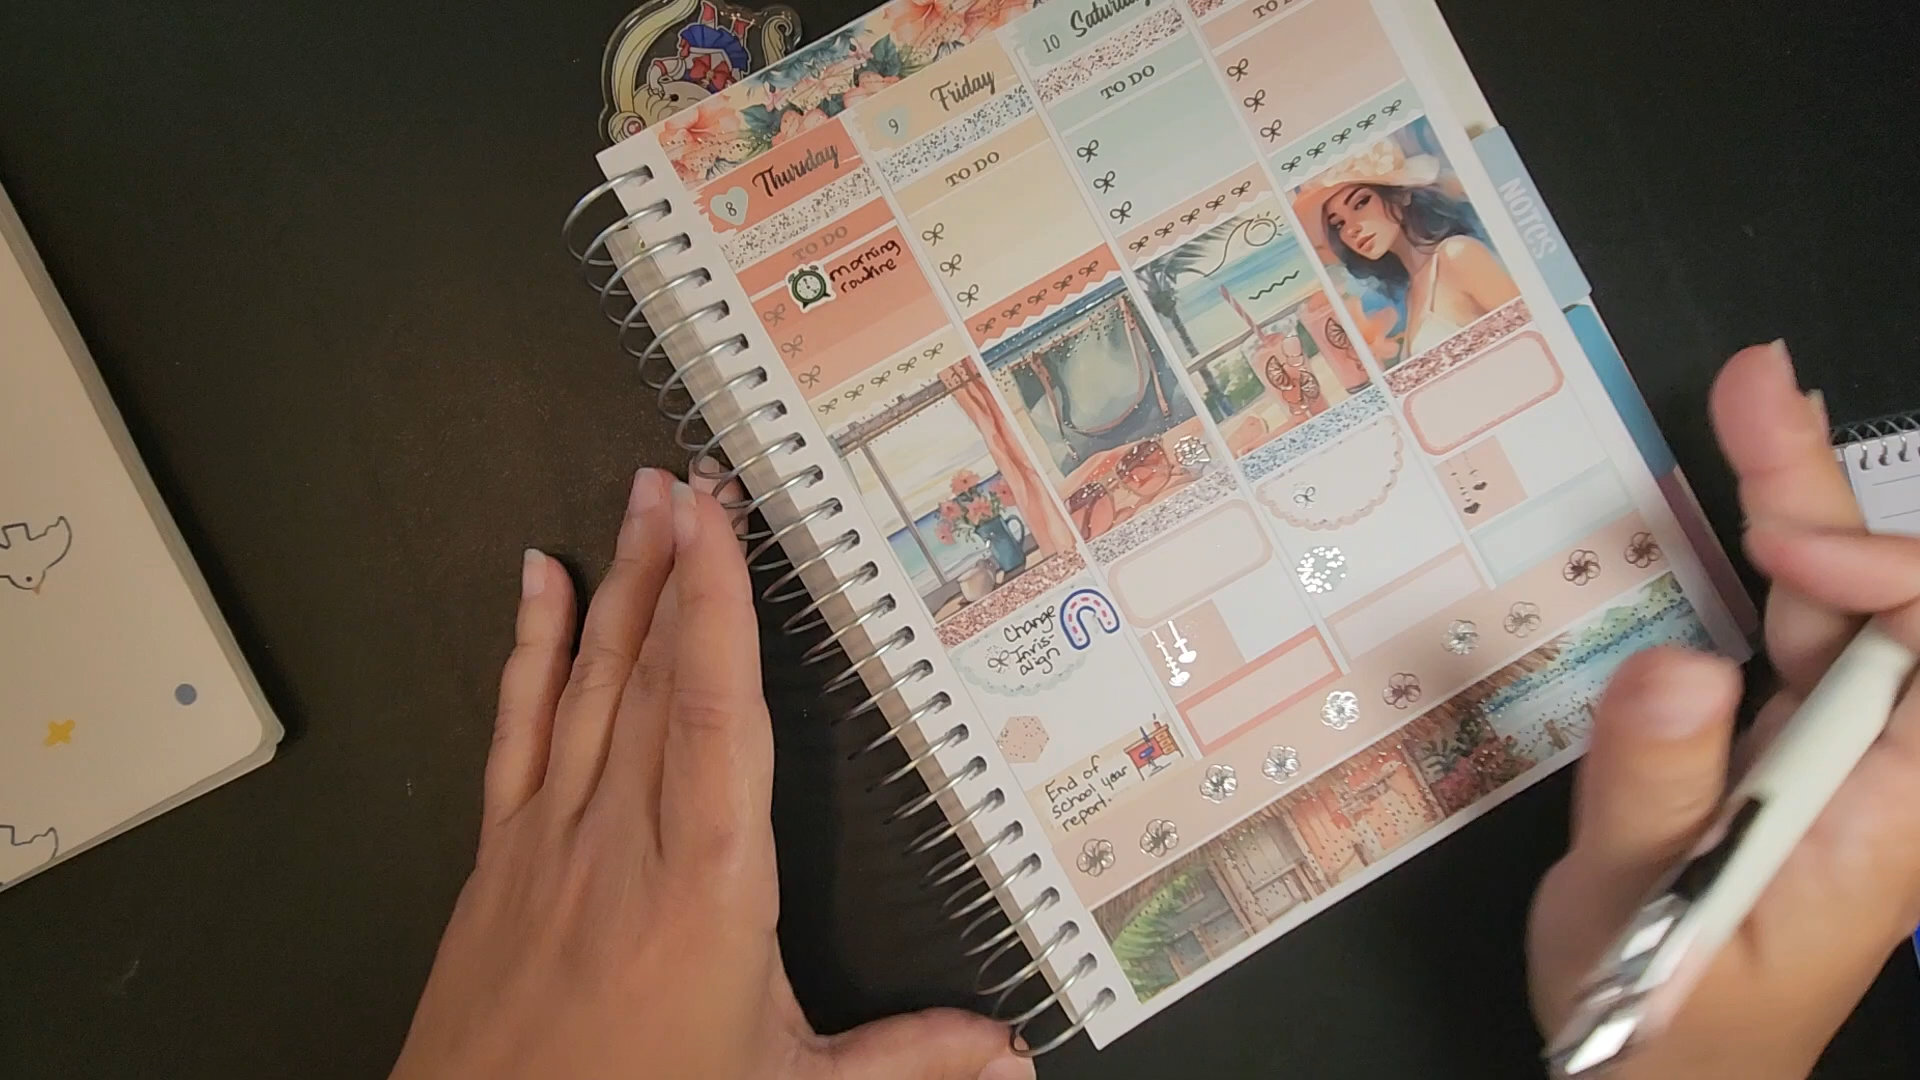 8 Thursday
TO DO
morning
routine
Change
Invis-
align
End of
school year
report.
9 Friday
TO DO
10 Saturday
TO DO
NOTES